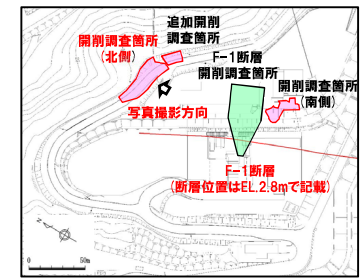 追加開削
調査箇所
開削調査箇所
(北側)
F-1断層
開削調査箇所
開削調査箇所
(南側)
写真撮影方向
F-1断層
(断層位置はEL.2.8mで記載)
N
0 50m